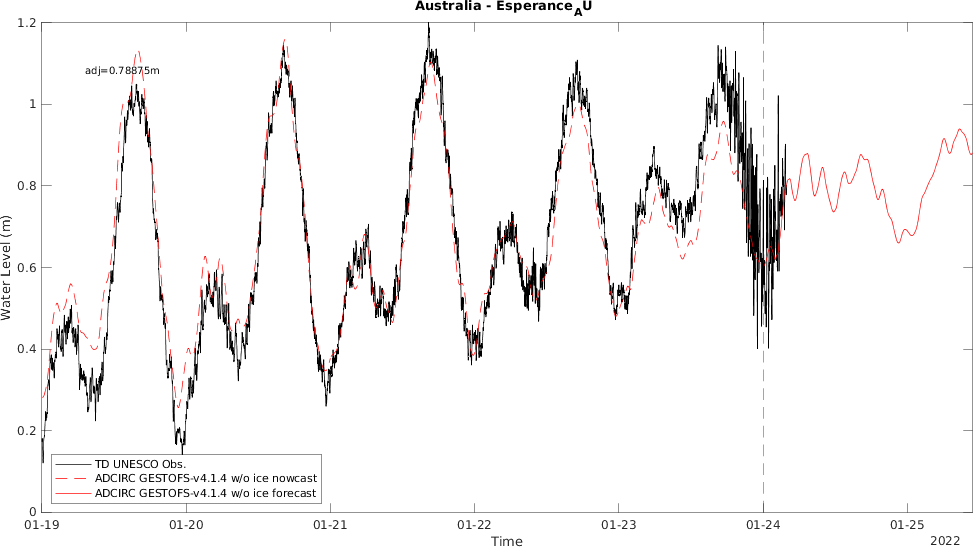 Australia - Esperance_AU
1.2
adj=0.78875m
1
0.8
Water Level (m)
0.6
0.4
0.2
TD UNESCO Obs.
ADCIRC GESTOFS-v4.1.4 w/o ice nowcast
ADCIRC GESTOFS-v4.1.4 w/o ice forecast
0
01-19 01-20 01-21 01-22 01-23 01-24 01-25
Time
2022